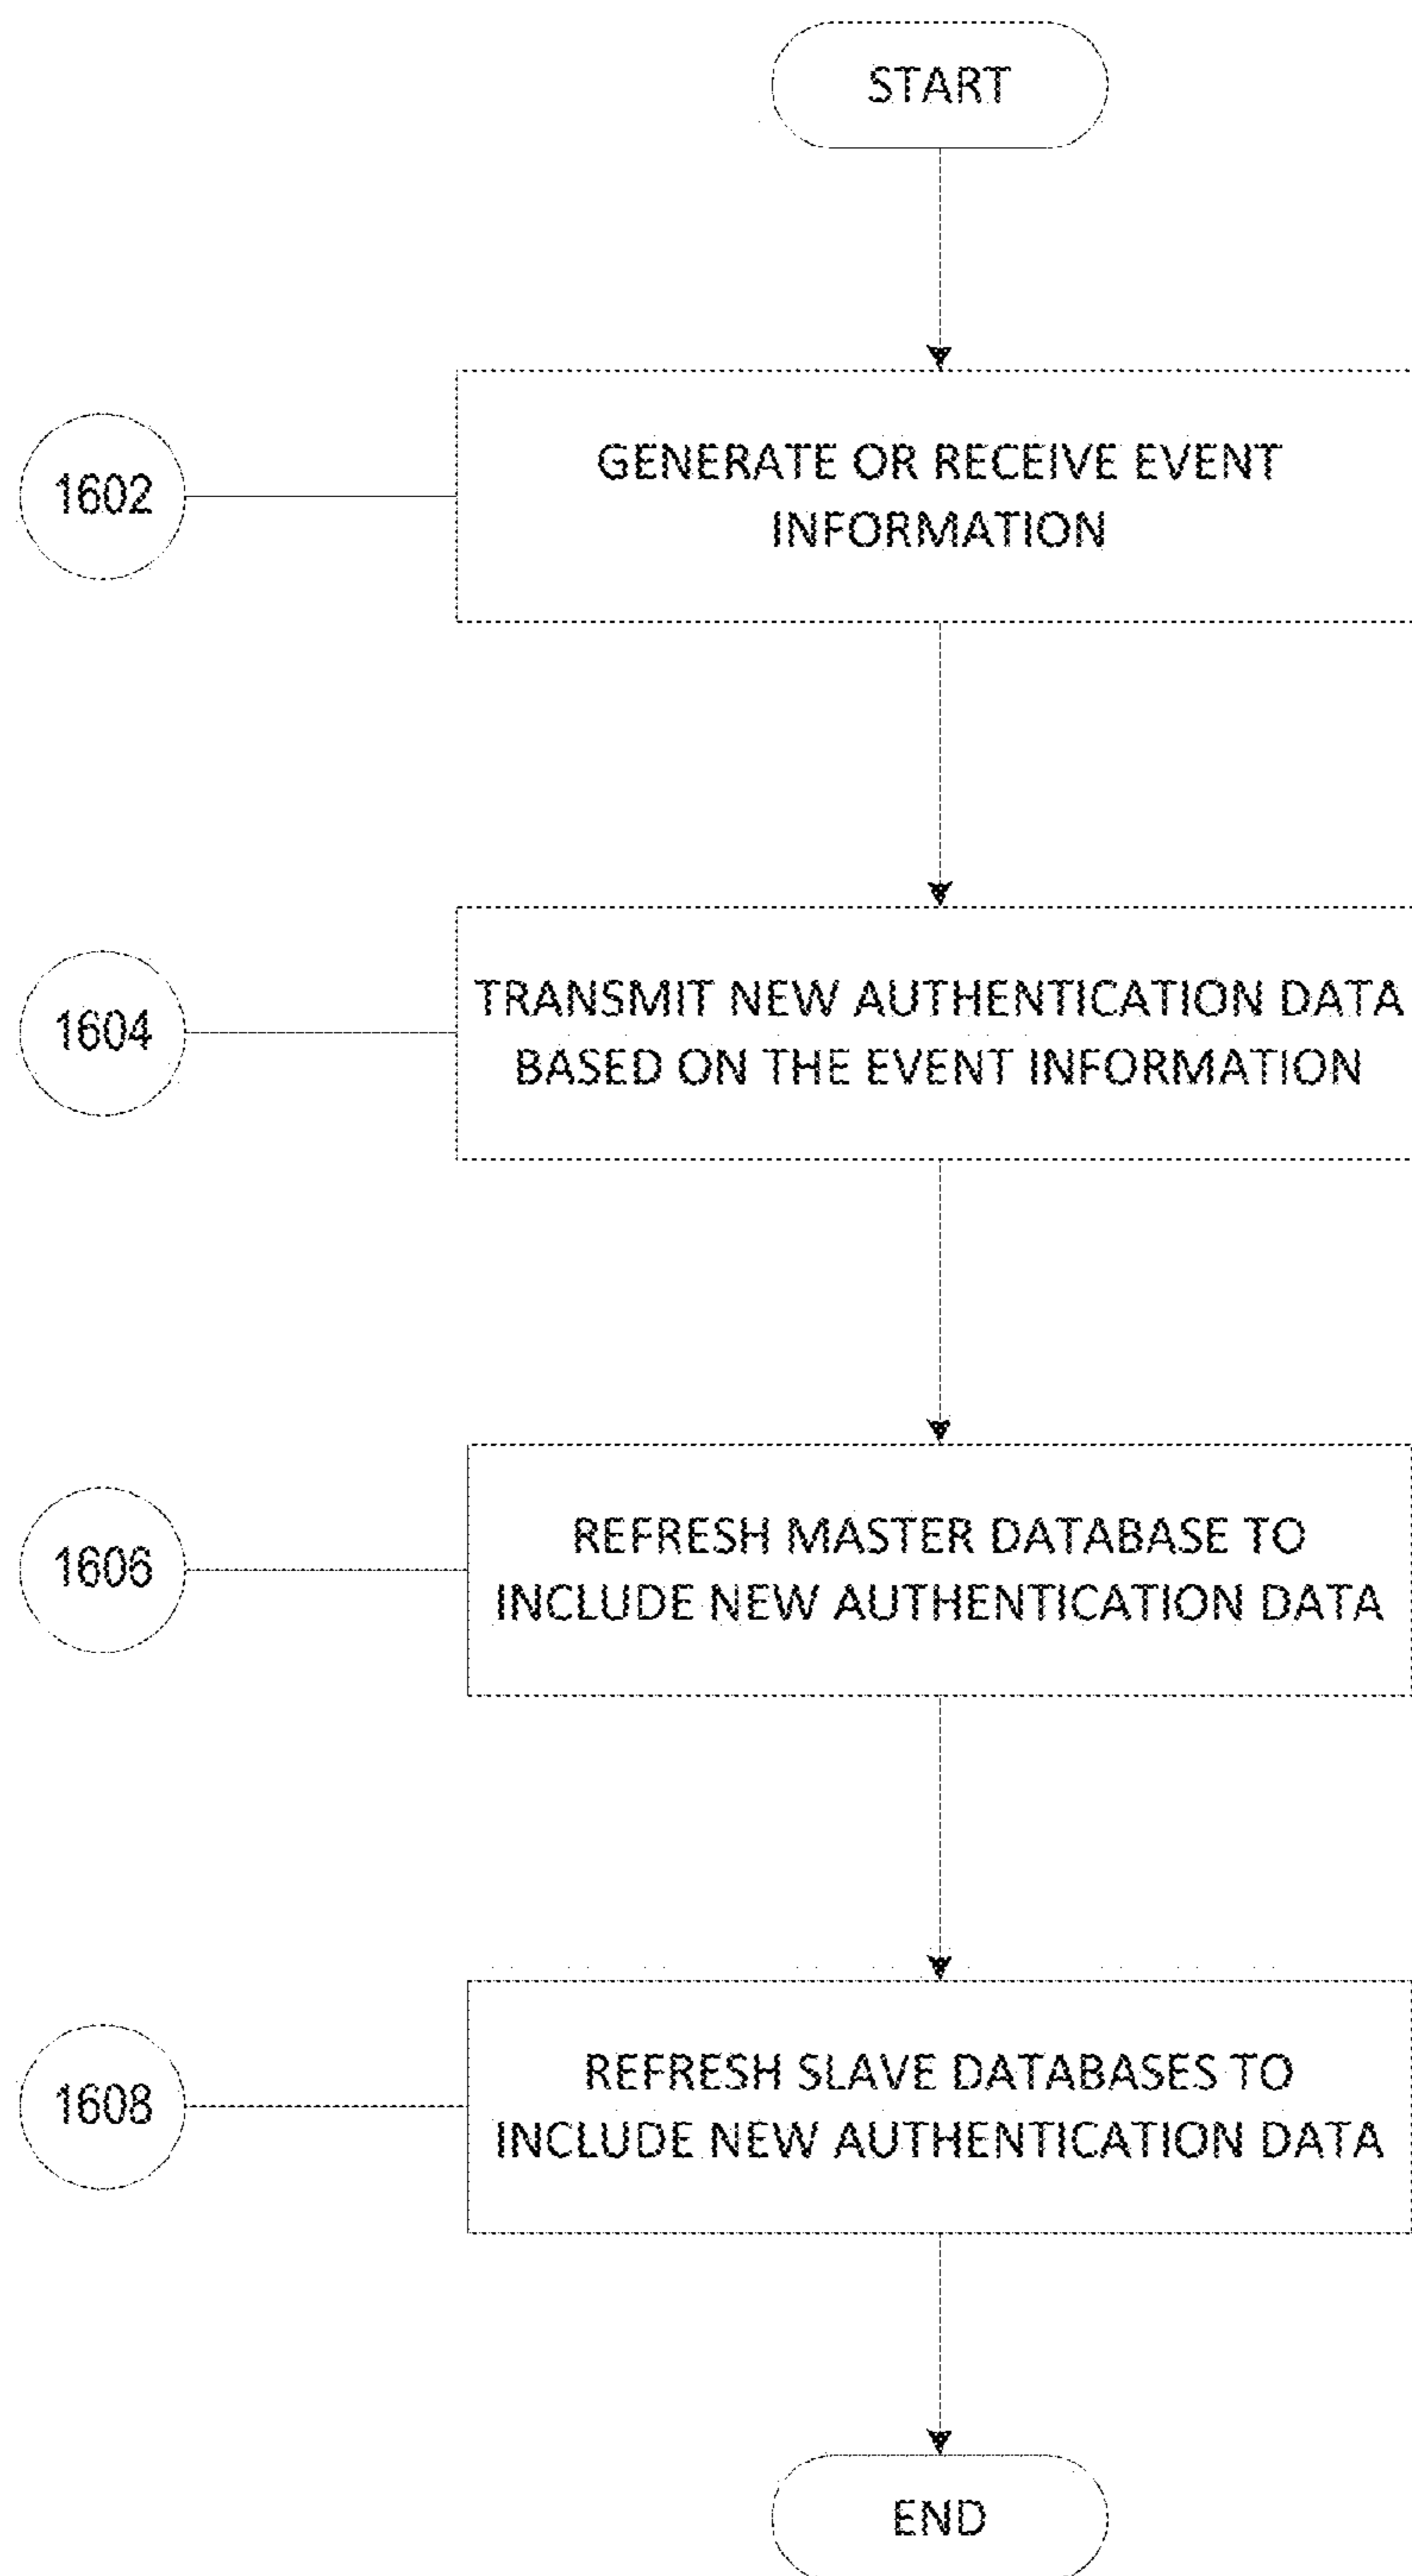 START
1602
GENERATE OR RECEIVE EVENT
INFORMATION
1604
TRANSMIT NEW AUTHENTICATION DATA
BASED ON THE EVENT INFORMATION
1606
REFRESH MASTER DATABASE TO
INCLUDE NEW AUTHENTICATION DATA
1608
REFRESH SLAVE DATABASES TO
INCLUDE NEW AUTHENTICATION DATA
END